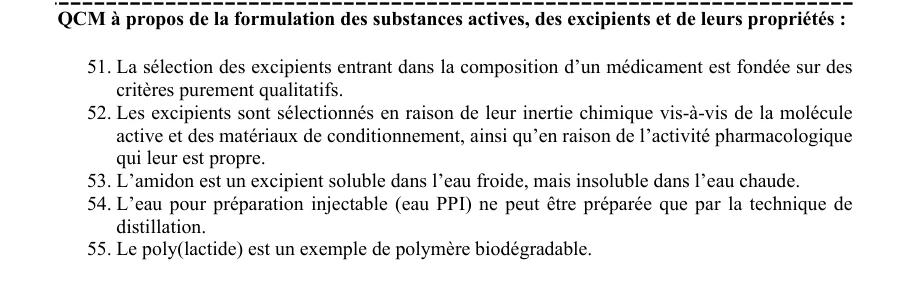 QCM à propos de la formulation des substances actives, des excipients et de leurs propriétés :
51. La sélection des excipients entrant dans la composition d’un médicament est fondée sur des
critères purement qualitatifs.
52. Les excipients sont sélectionnés en raison de leur inertie chimique vis-à-vis de la molécule
active et des matériaux de conditionnement, ainsi qu’en raison de l’activité pharmacologique
qui leur est propre.
53. L’amidon est un excipient soluble dans l’eau froide, mais insoluble dans l’eau chaude.
54. L’eau pour préparation injectable (eau PPI) ne peut être préparée que par la technique de
distillation.
55. Le poly(lactide) est un exemple de polymère biodégradable.